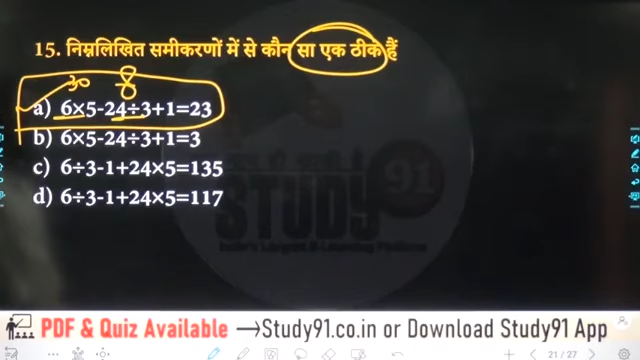 15. निम्नलिखित समीकरणों में से कौन सा एक ठीक हैं
30 8
a) 6×5-24÷3+1=23
b) 6×5-24÷3+1=3
c) 6÷3-1+24×5=135
d) 6÷3-1+24×5=117
STUDY 91
PDF & Quiz Available →Study91.co.in or Download Study91 App
21 / 27